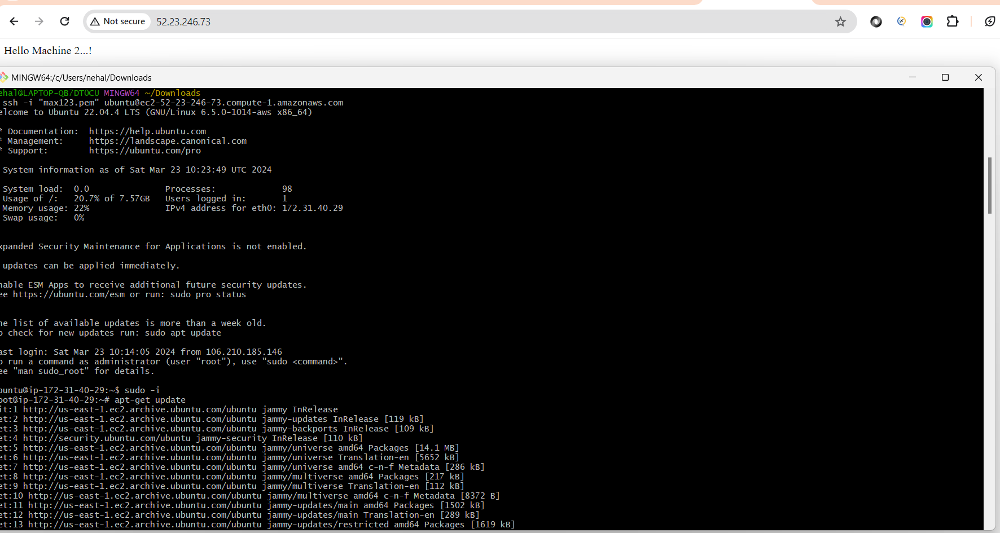 Not secure 52.23.246.73
Hello Machine 2...!
MINGW64:/c/Users/nehal/Downloads
ehal@LAPTOP-QB7DTOCU MINGW64 ~/Downloads
ssh -i "max123.pem" ubuntu@ec2-52-23-246-73.compute-1.amazonaws.com
elcome to Ubuntu 22.04.4 LTS (GNU/Linux 6.5.0-1014-aws x86_64)
* Documentation:  https://help.ubuntu.com
* Management:     https://landscape.canonical.com
* Support:        https://ubuntu.com/pro
System information as of Sat Mar 23 10:23:49 UTC 2024
System load:  0.0               Processes:             98
Usage of /:   20.7% of 7.57GB   Users logged in:       1
Memory usage: 22%               IPv4 address for eth0: 172.31.40.29
Swap usage:   0%
xpanded Security Maintenance for Applications is not enabled.
updates can be applied immediately.
nable ESM Apps to receive additional future security updates.
ee https://ubuntu.com/esm or run: sudo pro status
he list of available updates is more than a week old.
o check for new updates run: sudo apt update
ast login: Sat Mar 23 10:14:05 2024 from 106.210.185.146
o run a command as administrator (user "root"), use "sudo <command>".
ee "man sudo_root" for details.
buntu@ip-172-31-40-29:~$ sudo -i
oot@ip-172-31-40-29:~# apt-get update
it:1 http://us-east-1.ec2.archive.ubuntu.com/ubuntu jammy InRelease
et:2 http://us-east-1.ec2.archive.ubuntu.com/ubuntu jammy-updates InRelease [119 kB]
et:3 http://us-east-1.ec2.archive.ubuntu.com/ubuntu jammy-backports InRelease [109 kB]
et:4 http://security.ubuntu.com/ubuntu jammy-security InRelease [110 kB]
et:5 http://us-east-1.ec2.archive.ubuntu.com/ubuntu jammy/universe amd64 Packages [14.1 MB]
et:6 http://us-east-1.ec2.archive.ubuntu.com/ubuntu jammy/universe Translation-en [5652 kB]
et:7 http://us-east-1.ec2.archive.ubuntu.com/ubuntu jammy/universe amd64 c-n-f Metadata [286 kB]
et:8 http://us-east-1.ec2.archive.ubuntu.com/ubuntu jammy/multiverse amd64 Packages [217 kB]
et:9 http://us-east-1.ec2.archive.ubuntu.com/ubuntu jammy/multiverse Translation-en [112 kB]
et:10 http://us-east-1.ec2.archive.ubuntu.com/ubuntu jammy/multiverse amd64 c-n-f Metadata [8372 B]
et:11 http://us-east-1.ec2.archive.ubuntu.com/ubuntu jammy-updates/main amd64 Packages [1502 kB]
et:12 http://us-east-1.ec2.archive.ubuntu.com/ubuntu jammy-updates/main Translation-en [289 kB]
et:13 http://us-east-1.ec2.archive.ubuntu.com/ubuntu jammy-updates/restricted amd64 Packages [1619 kB]